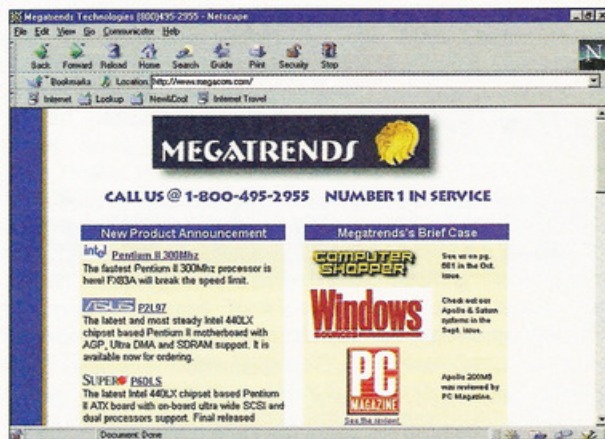 Megatrends Technologies (800)495-2955 - Netscape
File Edit View Go Communicator Help
Back Forward Reload Home Search Guide Print Security Stop
N
Bookmarks Location: http://www.megacom.com/
Internet Lookup New&Cool Internet Travel
MEGATRENDS
CALL US @ 1-800-495-2955 NUMBER 1 IN SERVICE
New Product Announcement
intel Pentium II 300Mhz
The fastest Pentium II 300Mhz processor is
here! FX83A will break the speed limit.
ASUS P2L97
The latest and most steady Intel 440LX
chipset based Pentium II motherboard with
AGP, Ultra DMA and SDRAM support. It is
available now for ordering.
SUPER P6DLS
The latest Intel 440LX chipset based Pentium
II ATX board with on-board ultra wide SCSI and
dual processors support. Final released
Megatrends's Brief Case
COMPUTER
SHOPPER
See us on pg.
601 in the Oct.
issue.
Windows
SOURCES
Check out our
Apollo & Saturn
systems in the
Sept. issue.
PC
MAGAZINE
See the review!
Apollo 200M5
was reviewed by
PC Magazine.
Document: Done